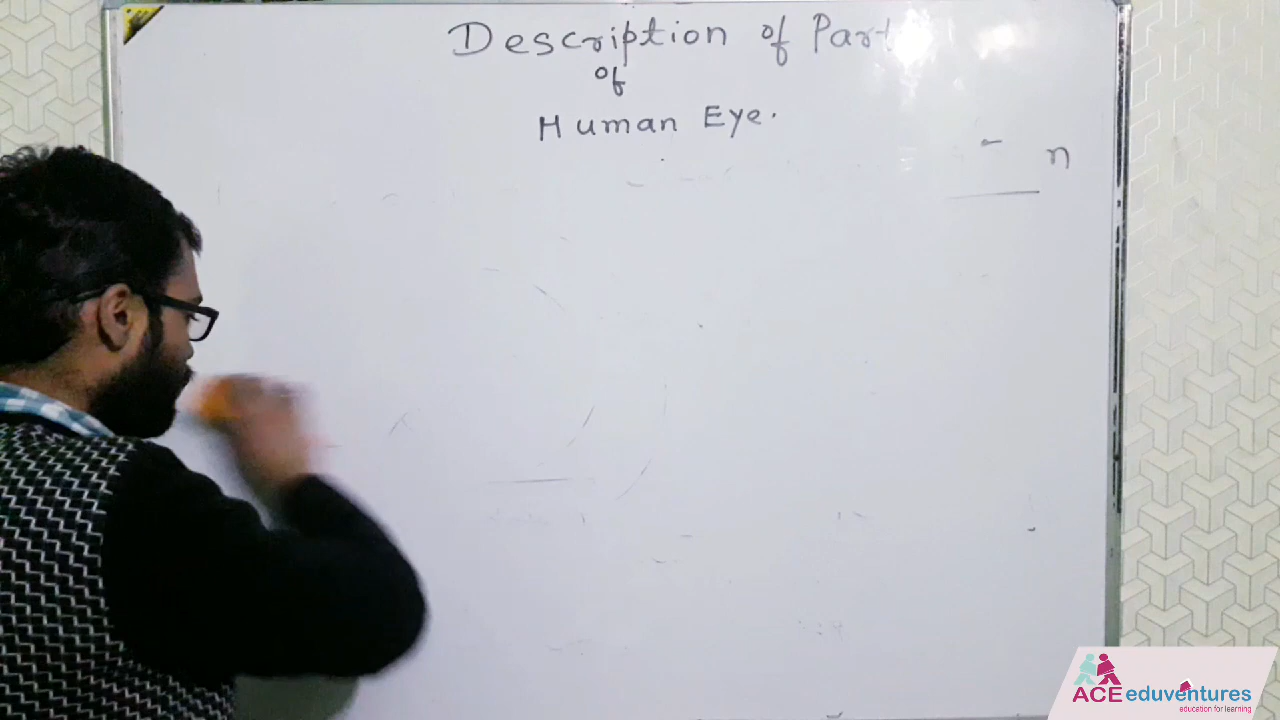 Description of Part
of
Human Eye.
n
ACE eduventures
education for learning